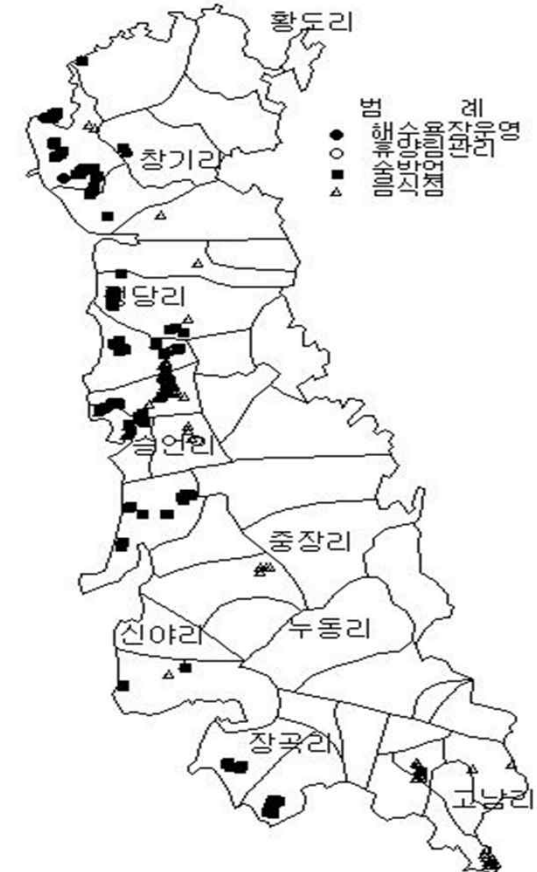 황도리
범 례
해수욕장운영
휴양림관리
숙박업
음식점
창기리
정당리
승언리
중장리
신야리
누동리
장곡리
고남리